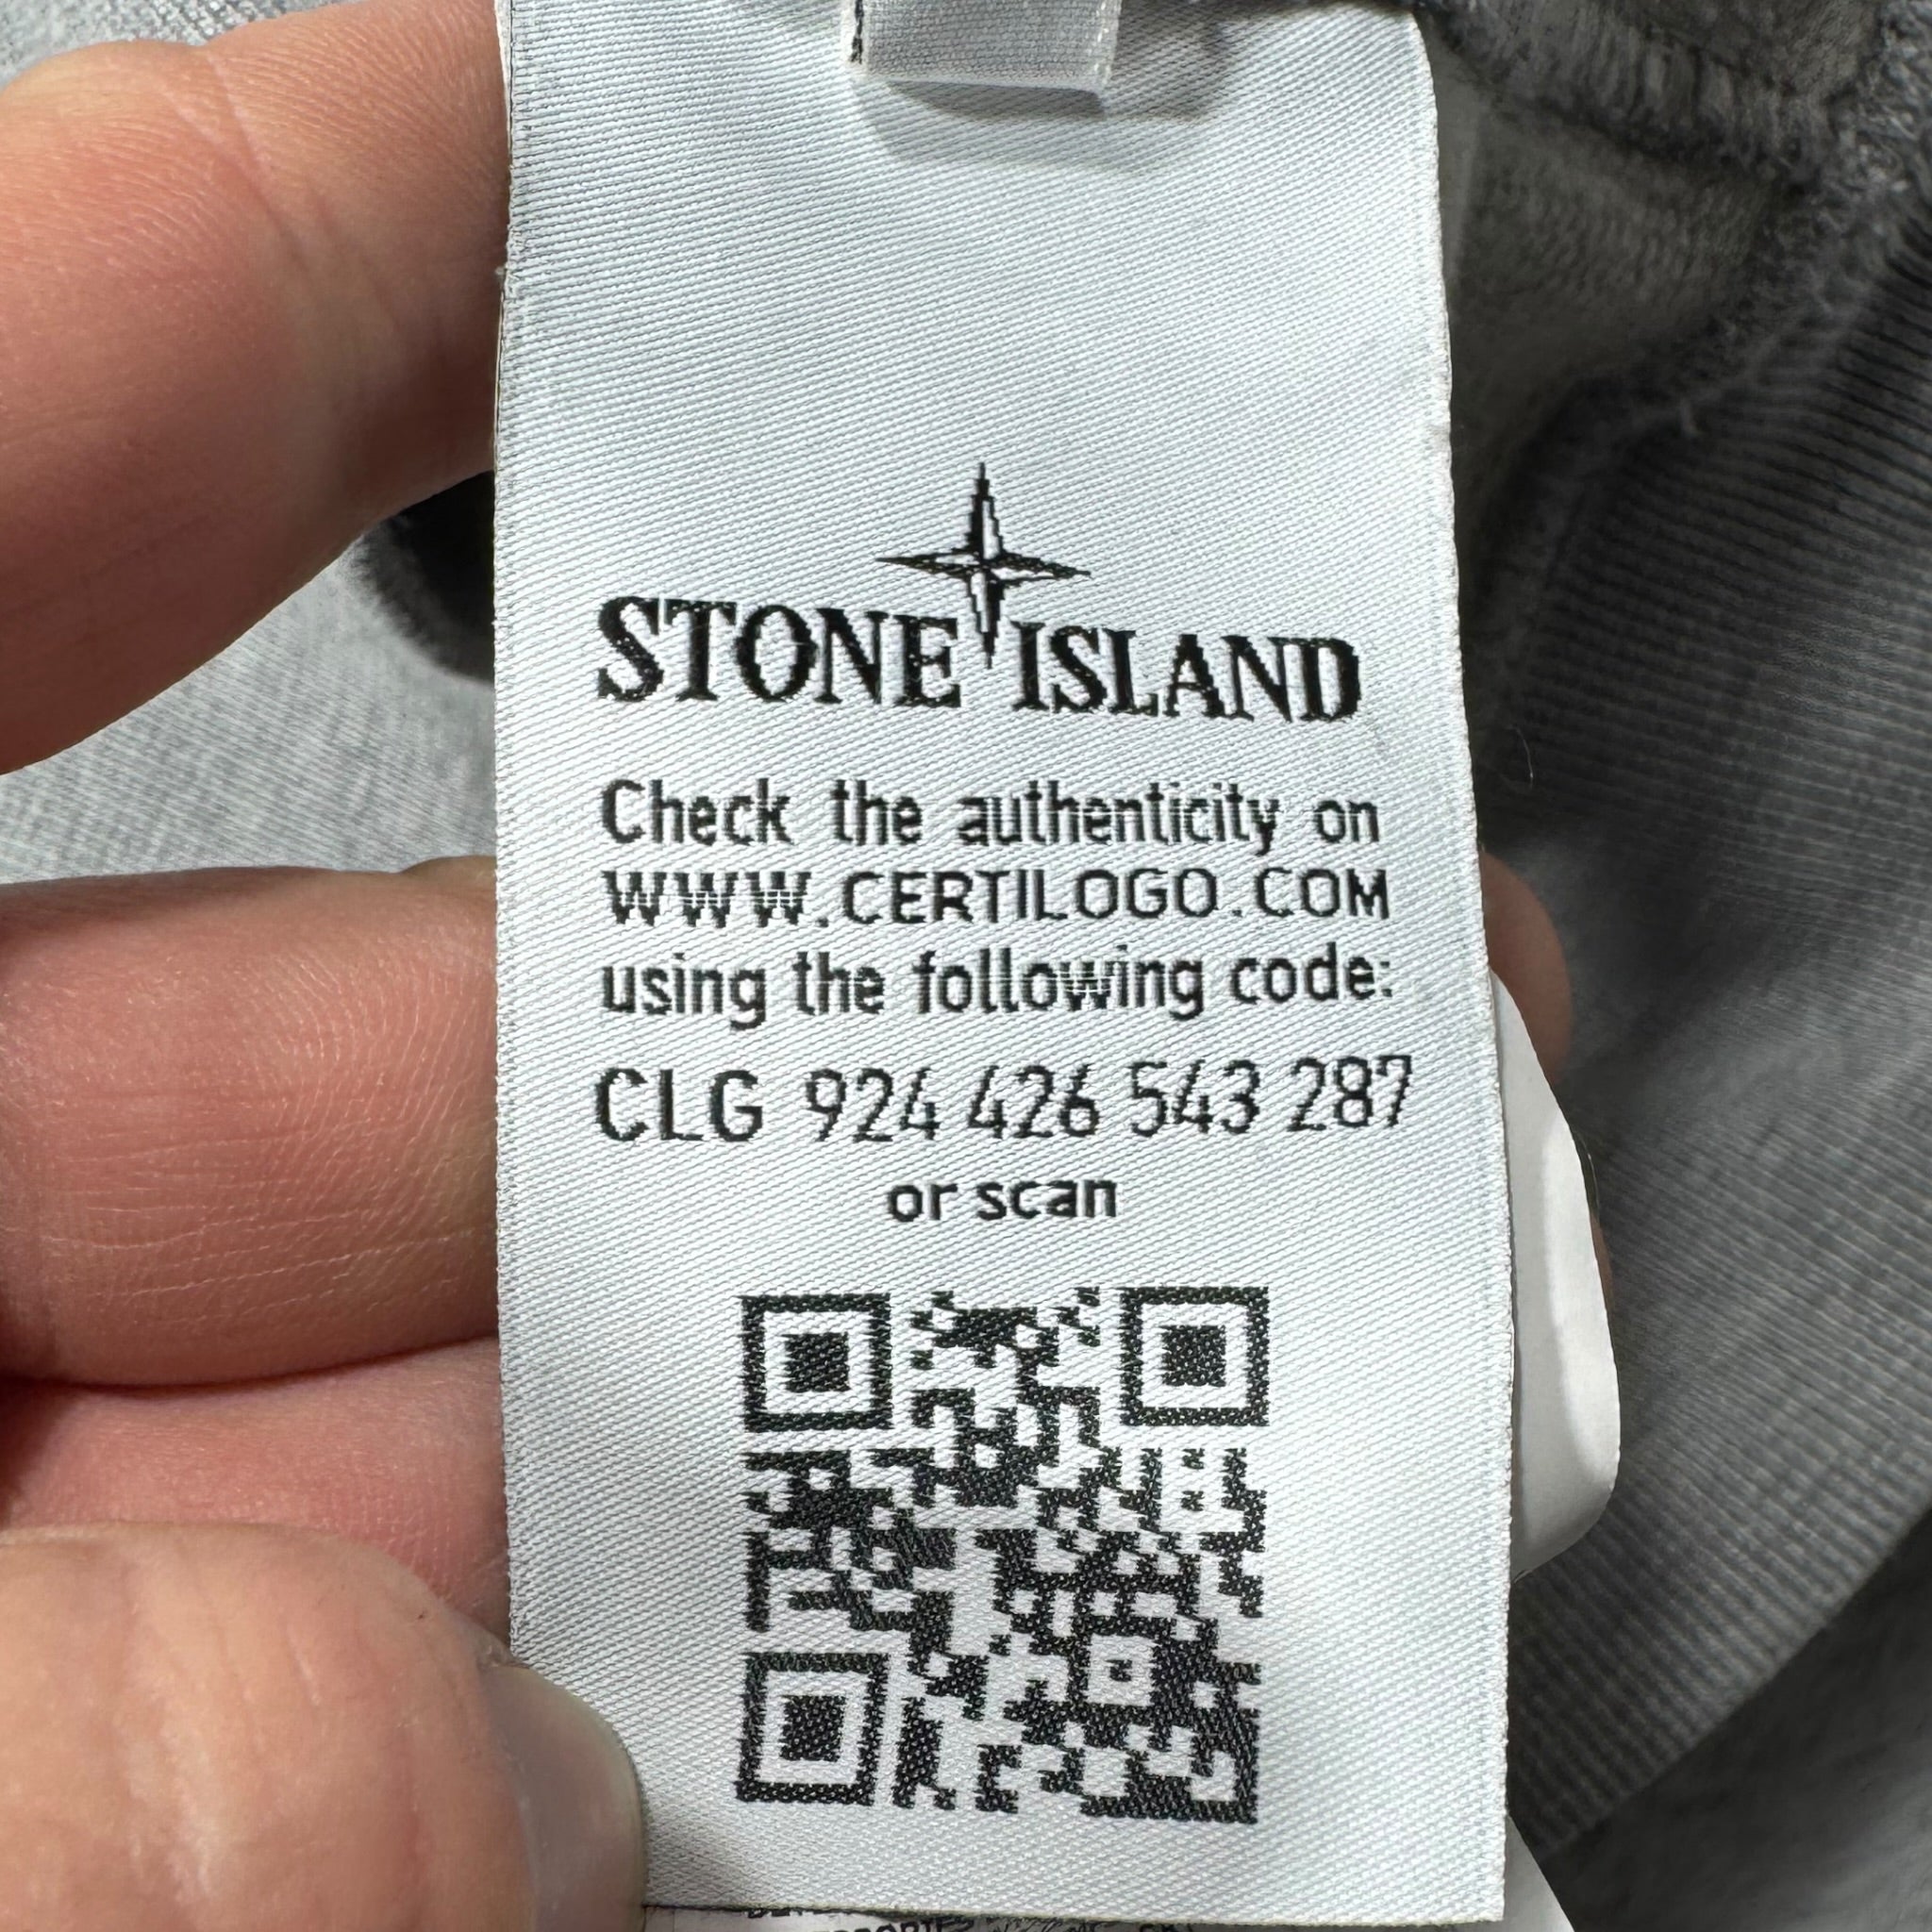 STONE ISLAND
Check the authenticity on
WWW.CERTILOGO.COM
using the following code:
CLG 924 426 543 287
or scan